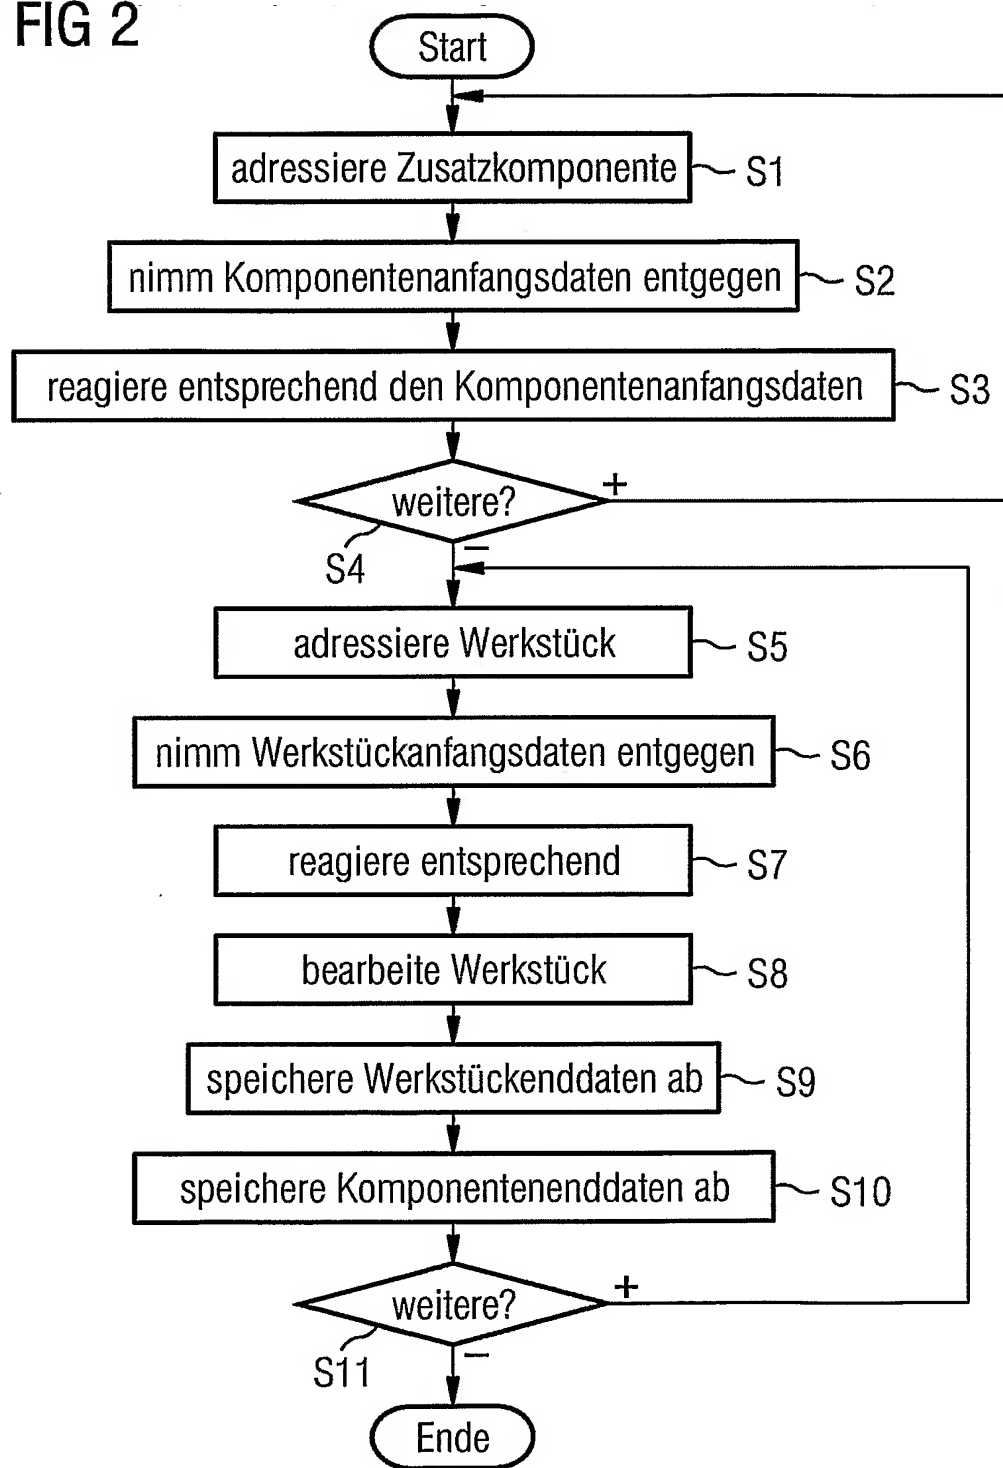 FIG 2
Start
adressiere Zusatzkomponente S1
nimm Komponentenanfangsdaten entgegen S2
reagiere entsprechend den Komponentenanfangsdaten S3
weitere? +
S4 –
adressiere Werkstück S5
nimm Werkstückanfangsdaten entgegen S6
reagiere entsprechend S7
bearbeite Werkstück S8
speichere Werkstückenddaten ab S9
speichere Komponentenenddaten ab S10
weitere? +
S11 –
Ende